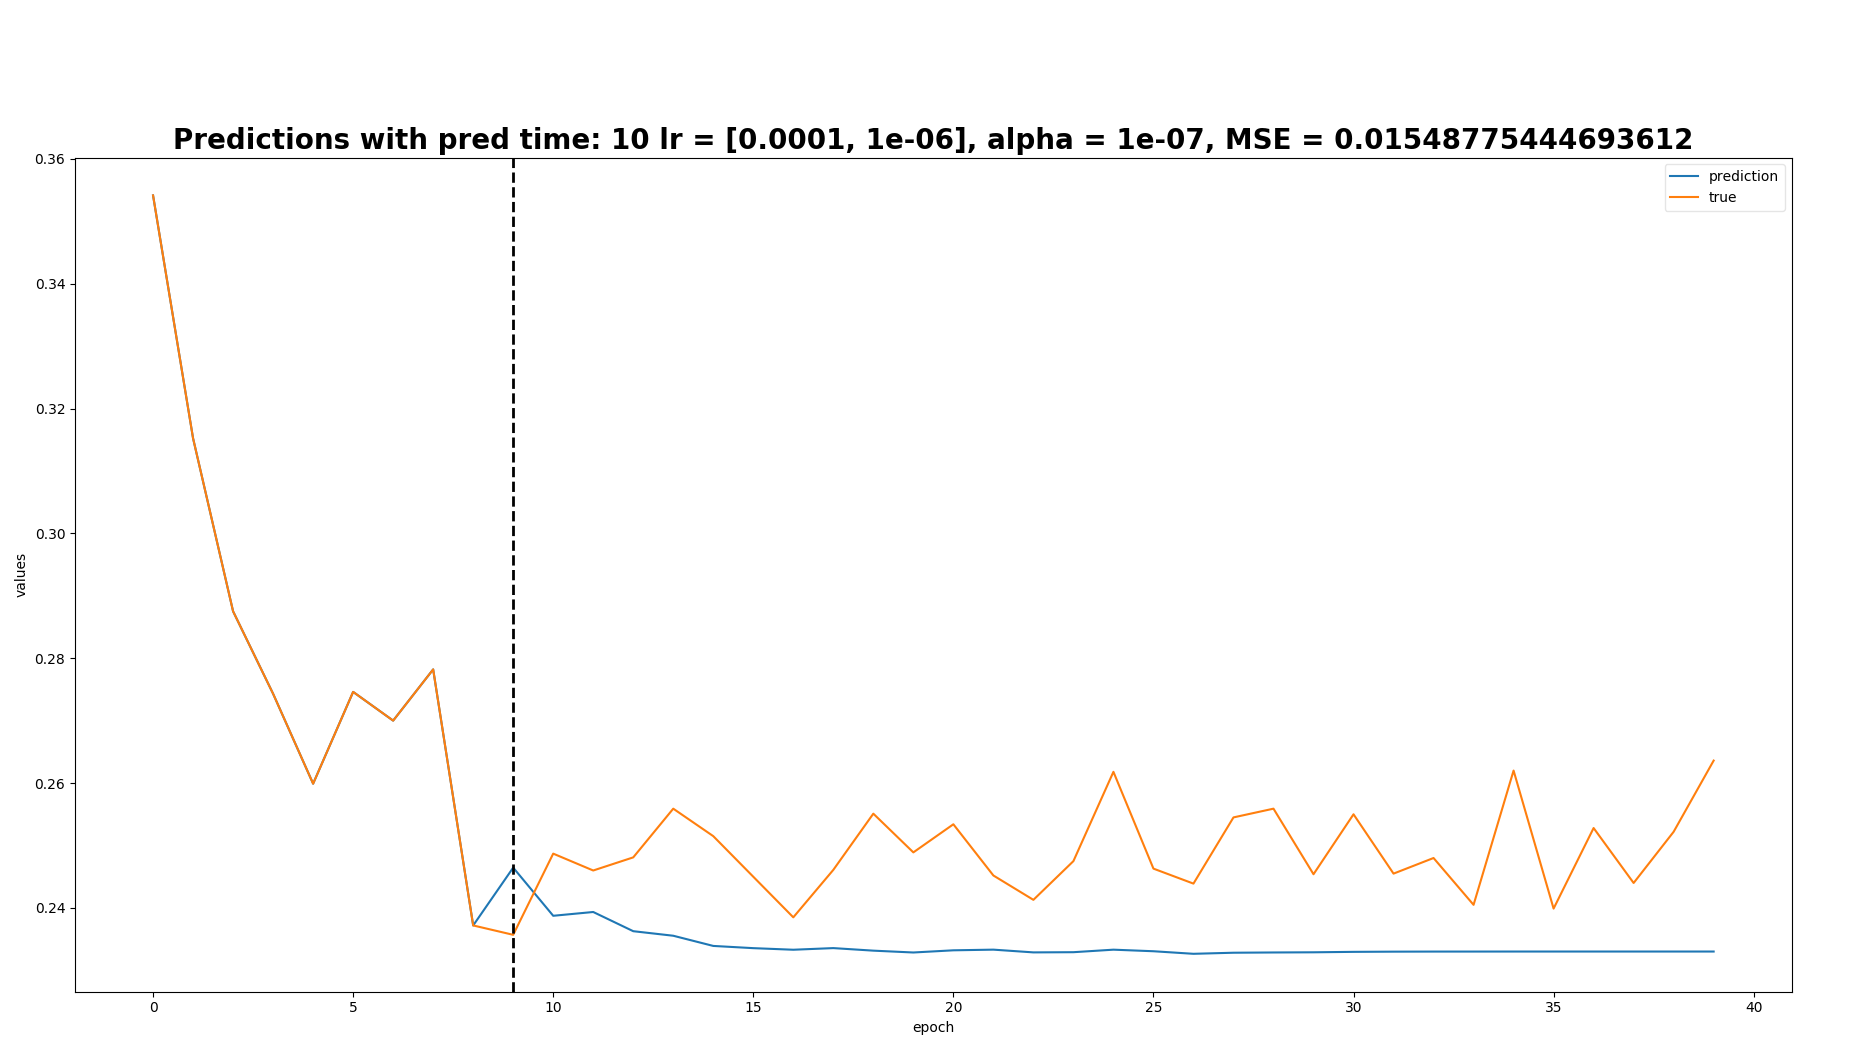 Predictions with pred time: 10 lr = [0.0001, 1e-06], alpha = 1e-07, MSE = 0.01548775444693612
prediction
true
0.36
0.34
0.32
0.30
0.28
0.26
0.24
values
0 5 10 15 20 25 30 35 40
epoch